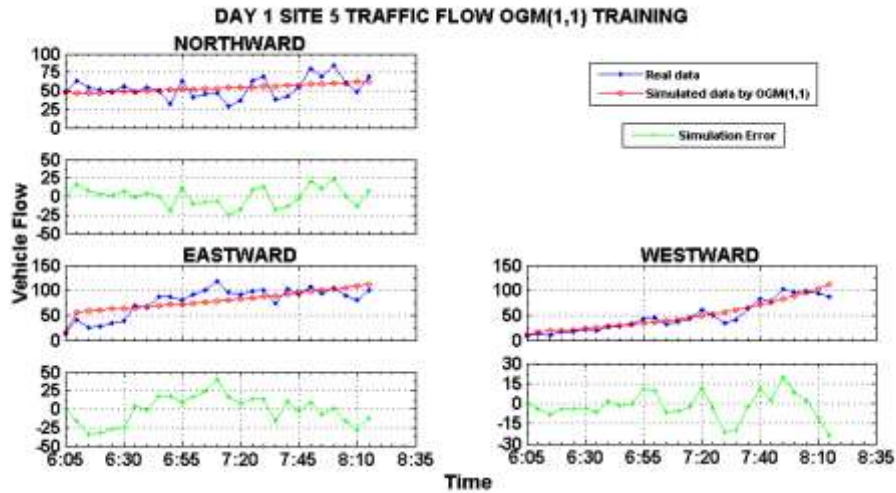 DAY 1 SITE 5 TRAFFIC FLOW OGM(1,1) TRAINING
NORTHWARD
100
75
50
25
0
Real data
Simulated data by OGM(1,1)
Simulation Error
50
25
0
-25
-50
Vehicle Flow
EASTWARD
150
100
50
0
WESTWARD
150
100
50
0
50
25
0
-25
-50
6:05 6:30 6:55 7:20 7:45 8:10 8:35
30
15
0
-15
-30
6:05 6:30 6:55 7:20 7:40 8:10 8:35
Time